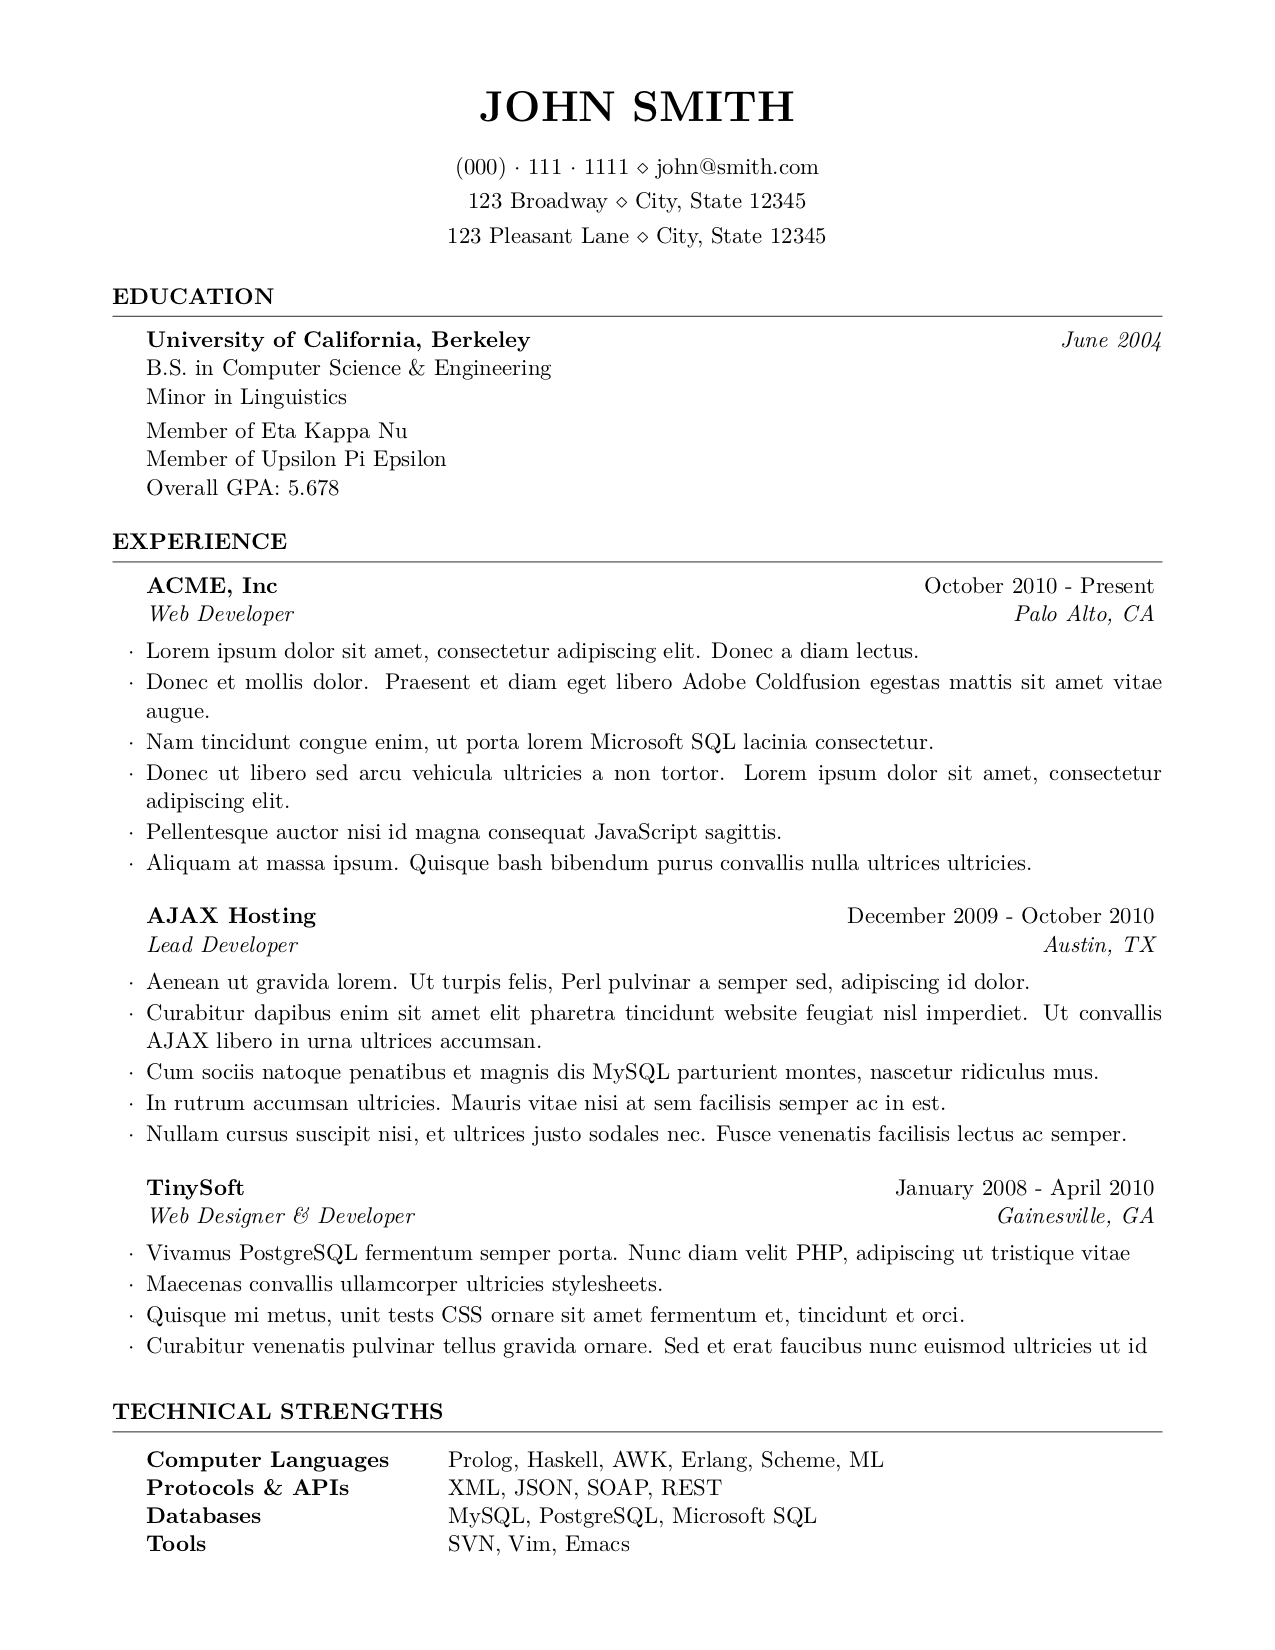 JOHN SMITH
(000) · 111 · 1111 ⋄ john@smith.com
123 Broadway ⋄ City, State 12345
123 Pleasant Lane ⋄ City, State 12345
EDUCATION
University of California, Berkeley June 2004
B.S. in Computer Science & Engineering
Minor in Linguistics
Member of Eta Kappa Nu
Member of Upsilon Pi Epsilon
Overall GPA: 5.678
EXPERIENCE
ACME, Inc October 2010 - Present
Web Developer Palo Alto, CA
· Lorem ipsum dolor sit amet, consectetur adipiscing elit. Donec a diam lectus.
· Donec et mollis dolor. Praesent et diam eget libero Adobe Coldfusion egestas mattis sit amet vitae
augue.
· Nam tincidunt congue enim, ut porta lorem Microsoft SQL lacinia consectetur.
· Donec ut libero sed arcu vehicula ultricies a non tortor. Lorem ipsum dolor sit amet, consectetur
adipiscing elit.
· Pellentesque auctor nisi id magna consequat JavaScript sagittis.
· Aliquam at massa ipsum. Quisque bash bibendum purus convallis nulla ultrices ultricies.
AJAX Hosting December 2009 - October 2010
Lead Developer Austin, TX
· Aenean ut gravida lorem. Ut turpis felis, Perl pulvinar a semper sed, adipiscing id dolor.
· Curabitur dapibus enim sit amet elit pharetra tincidunt website feugiat nisl imperdiet. Ut convallis
AJAX libero in urna ultrices accumsan.
· Cum sociis natoque penatibus et magnis dis MySQL parturient montes, nascetur ridiculus mus.
· In rutrum accumsan ultricies. Mauris vitae nisi at sem facilisis semper ac in est.
· Nullam cursus suscipit nisi, et ultrices justo sodales nec. Fusce venenatis facilisis lectus ac semper.
TinySoft January 2008 - April 2010
Web Designer & Developer Gainesville, GA
· Vivamus PostgreSQL fermentum semper porta. Nunc diam velit PHP, adipiscing ut tristique vitae
· Maecenas convallis ullamcorper ultricies stylesheets.
· Quisque mi metus, unit tests CSS ornare sit amet fermentum et, tincidunt et orci.
· Curabitur venenatis pulvinar tellus gravida ornare. Sed et erat faucibus nunc euismod ultricies ut id
TECHNICAL STRENGTHS
Computer Languages Prolog, Haskell, AWK, Erlang, Scheme, ML
Protocols & APIs XML, JSON, SOAP, REST
Databases MySQL, PostgreSQL, Microsoft SQL
Tools SVN, Vim, Emacs